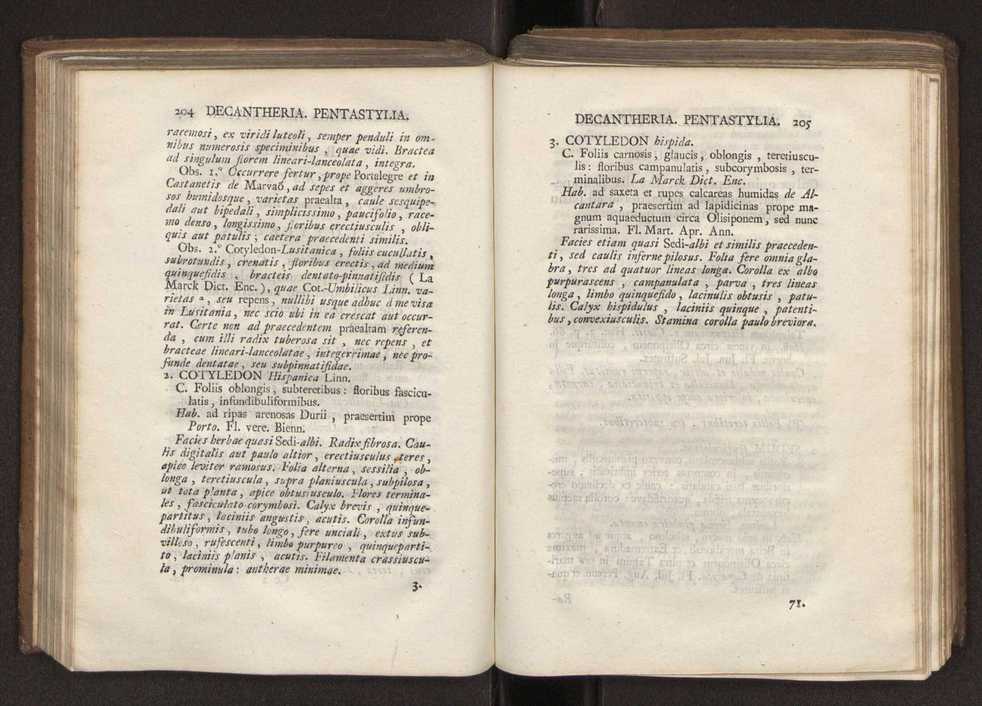 204 DECANTHERIA. PENTASTYLIA.
racemosi, ex viridi luteoli, semper penduli in om-
nibus numerosis speciminibus, quae vidi. Bractea
ad singulum florem lineari-lanceolata, integra.
Obs. 1.º Occurrere fertur, prope Portelegre et in
Castanetis de Marvaõ, ad sepes et aggeres umbro-
sos humidosque, varietas praealta, caule sesquipe-
dali aut bipedali, simplicissimo, paucifolio, race-
mo denso, longissimo, floribus erectiusculis, obli-
quis aut patulis; caetera praecedenti similis.
Obs. 2.º Cotyledon-Lusitanica, foliis cucullatis,
subrotundis, crenatis, floribus erectis, ad medium
quinquefidis, bracteis dentato-pinnatifidis ( La
Marck Dict. Enc. ), quae Cot.-Umbilicus Linn. va-
rietas ², seu repens, nullibi usque adhuc á me visa
in Lusitania, nec scio ubi in ea crescat aut occur-
rat. Certe non ad praecedentem praealtam referen-
da, cum illi radix tuberosa sit, nec repens, et
bracteae lineari-lanceolatae, integerrimae, nec pro-
funde dentatae, seu subpinnatifidae.
2. COTYLEDON Hispanica Linn.
C. Foliis oblongis, subteretibus: floribus fascicu-
latis, infundibuliformibus.
Hab. ad ripas arenosas Durii, praesertim prope
Porto. Fl. vere. Bienn.
Facies herbae quasi Sedi-albi. Radix fibrosa. Cau-
lis digitalis aut paulo altior, erectiusculus, teres,
apice leviter ramosus. Folia alterna, sessilia, ob-
longa, teretiuscula, supra planiuscula, subpilosa,
ut tota planta, apice obtusiuseulo. Flores termina-
les, fasciculato-corymbosi. Calyx brevis, quinque-
partitus, laciniis angustis, acutis. Corolla infun-
dibuliformis, tubo longo, fere unciali, extus sub-
villoso, rufescenti, limbo purpureo, quinqueparti-
to, laciniis planis, acutis. Filamenta crassiuscu-
la, prominula: antherae minimae.
3.
DECANTHERIA. PENTASTYLIA. 205
3. COTYLEDON hispida.
C. Foliis carnosis, glaucis, oblongis, teretiuscu-
lis: floribus campanulatis, subcorymbosis, ter-
minalibus. La Marck Dict. Enc.
Hab. ad saxeta et rupes calcareas humidas de Al-
cantara, praesertim ad lapidicinas prope ma-
gnum aquaeductum circa Olisiponem, sed nunc
rarissima. Fl. Mart. Apr. Ann.
Facies etiam quasi Sedi-albi et similis praeceden-
ti, sed caulis inferne pilosus. Folia fere omnia gla-
bra, tres ad quatuor lineas longa. Corolla ex albo
purpurascens, campanulata, parva, tres lineas
longa, limbo quinquefido, lacinulis obtusis, patu-
lis. Calyx hispidulus, laciniis quinque, patenti-
bus, convexiusculis. Stamina corolla paulo breviora.
71.